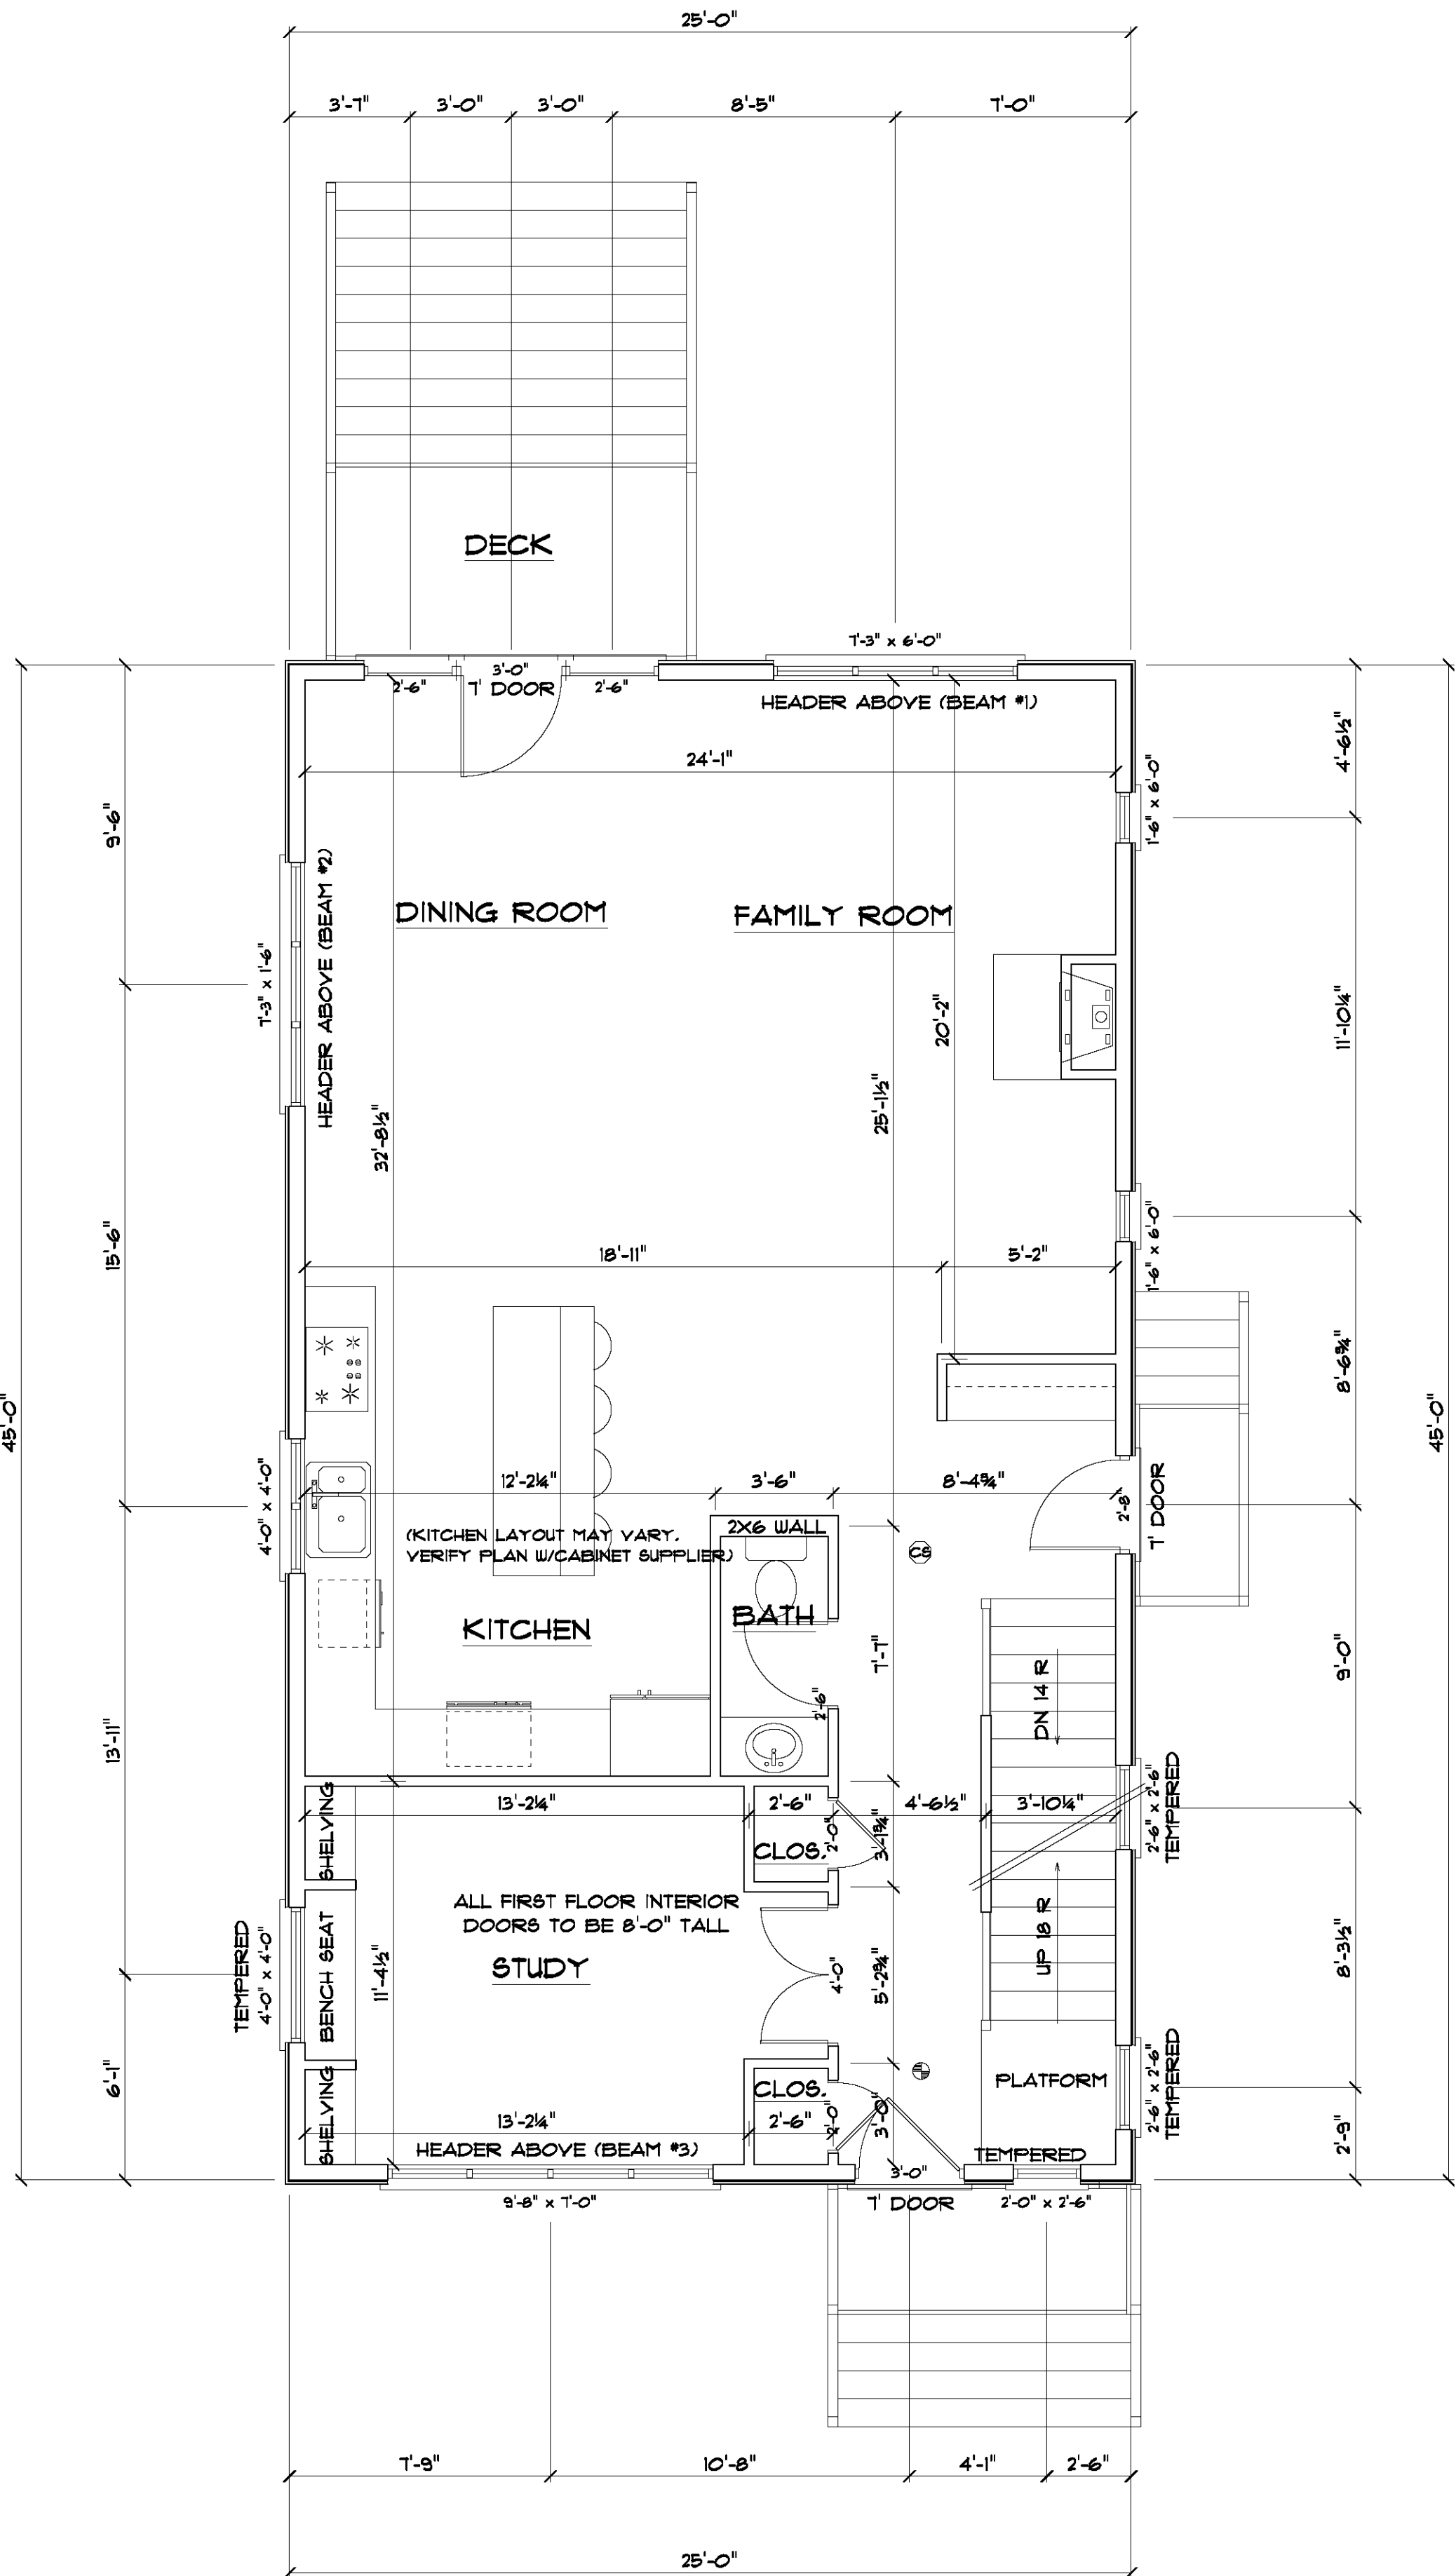 25'-0"
3'-7"
3'-0"
3'-0"
8'-5"
7'-0"
DECK
7'-3" x 6'-0"
3'-0"
2'-6"
7' DOOR
2'-6"
HEADER ABOVE (BEAM #1)
4'-6½"
24'-1"
1'-6" x 6'-0"
9'-6"
HEADER ABOVE (BEAM #2)
DINING ROOM
FAMILY ROOM
7'-3" x 1'-6"
20'-2"
11'-10¼"
25'-1½"
32'-8½"
15'-6"
18'-11"
5'-2"
1'-6" x 6'-0"
8'-6¾"
45'-0"
45'-0"
4'-0" x 4'-0"
12'-2¼"
3'-6"
8'-4¾"
2'-8"
7' DOOR
(KITCHEN LAYOUT MAY VARY.
VERIFY PLAN W/CABINET SUPPLIER)
2X6 WALL
CS
KITCHEN
BATH
7'-7"
2'-6"
DN 14 R
9'-0"
13'-11"
SHELVING
13'-2¼"
2'-6"
4'-6½"
3'-10¼"
2'-6" x 2'-6"
TEMPERED
CLOS.
2'-0"
3'-1¾"
ALL FIRST FLOOR INTERIOR
DOORS TO BE 8'-0" TALL
STUDY
TEMPERED
4'-0" x 4'-0"
BENCH SEAT
11'-4½"
4'-0"
5'-2¾"
UP 18 R
8'-3½"
6'-1"
SHELVING
CLOS.
PLATFORM
2'-6" x 2'-6"
TEMPERED
13'-2¼"
2'-6"
2'-0"
3'-0"
2'-9"
HEADER ABOVE (BEAM #3)
TEMPERED
3'-0"
9'-8" x 7'-0"
7' DOOR
2'-0" x 2'-6"
7'-9"
10'-8"
4'-1"
2'-6"
25'-0"